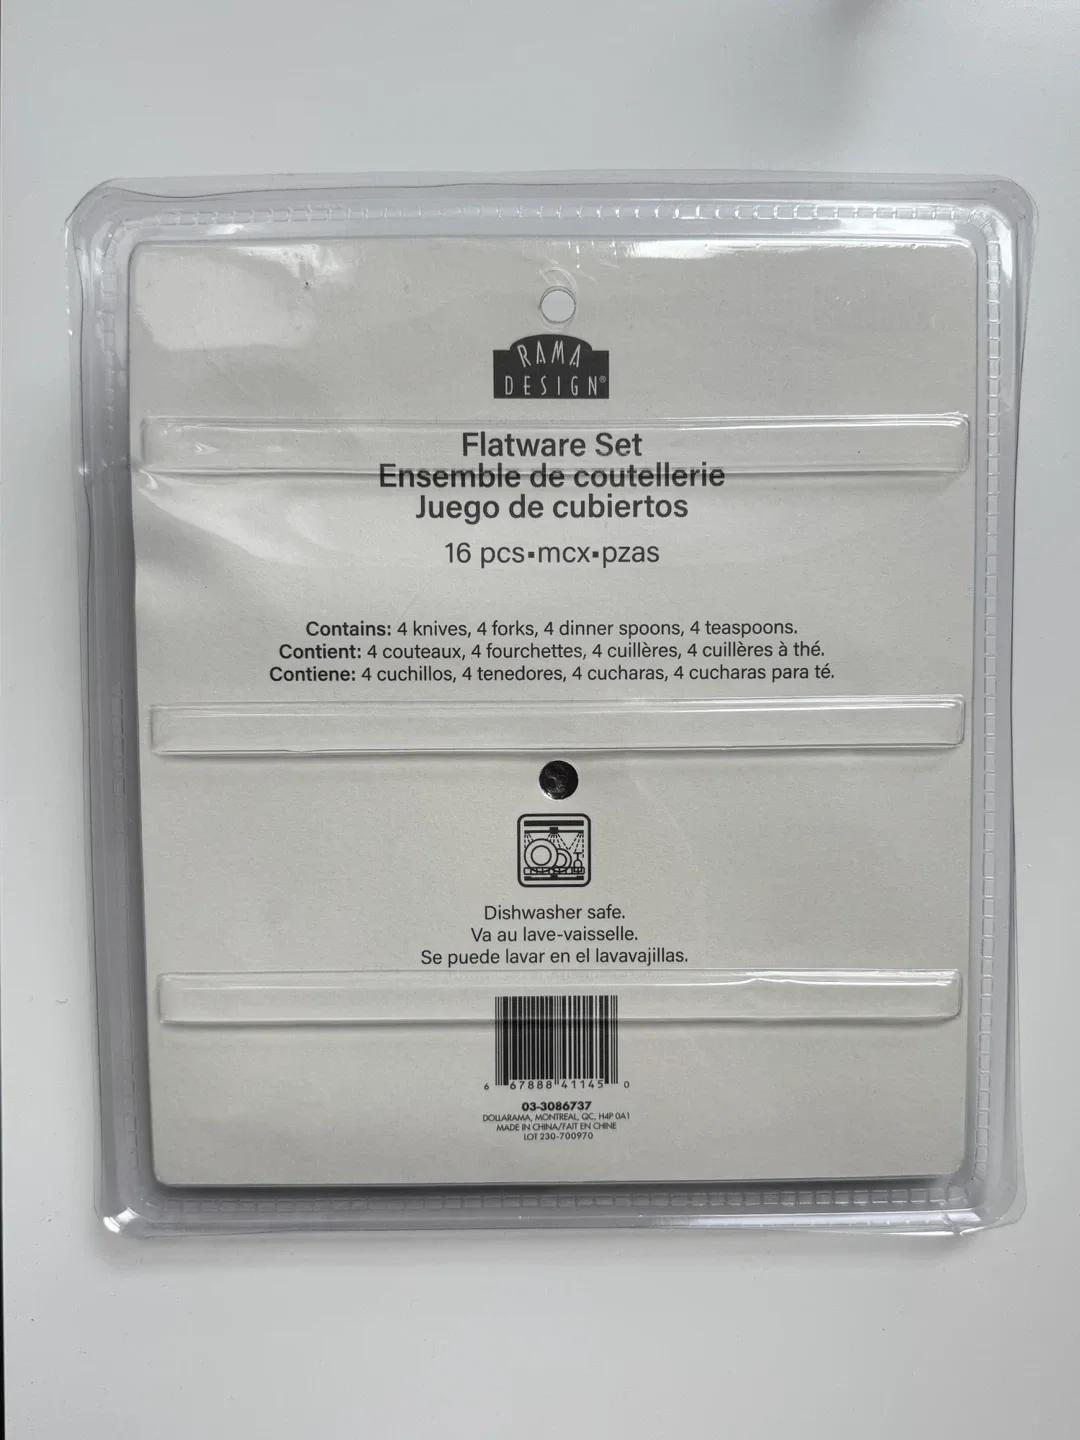 RAMA
DESIGN®
Flatware Set
Ensemble de coutellerie
Juego de cubiertos
16 pcs▪mcx▪pzas
Contains: 4 knives, 4 forks, 4 dinner spoons, 4 teaspoons.
Contient: 4 couteaux, 4 fourchettes, 4 cuillères, 4 cuillères à thé.
Contiene: 4 cuchillos, 4 tenedores, 4 cucharas, 4 cucharas para té.
Dishwasher safe.
Va au lave-vaisselle.
Se puede lavar en el lavavajillas.
6 67888 41145 0
03-3086737
DOLLARAMA, MONTREAL, QC, H4P 0A1
MADE IN CHINA/FAIT EN CHINE
LOT 230-700970